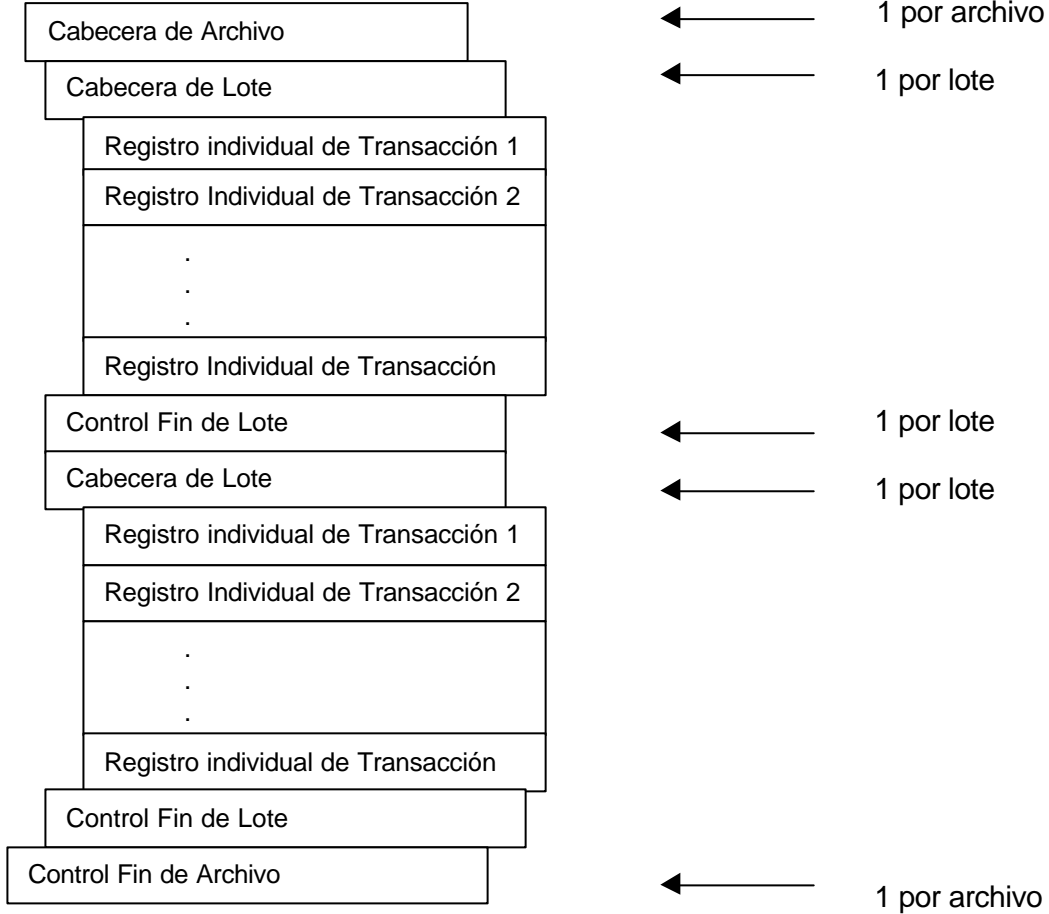 Cabecera de Archivo 1 por archivo
Cabecera de Lote 1 por lote
Registro individual de Transacción 1
Registro Individual de Transacción 2
.
.
.
Registro Individual de Transacción
Control Fin de Lote 1 por lote
Cabecera de Lote 1 por lote
Registro individual de Transacción 1
Registro Individual de Transacción 2
.
.
.
Registro individual de Transacción
Control Fin de Lote
Control Fin de Archivo 1 por archivo